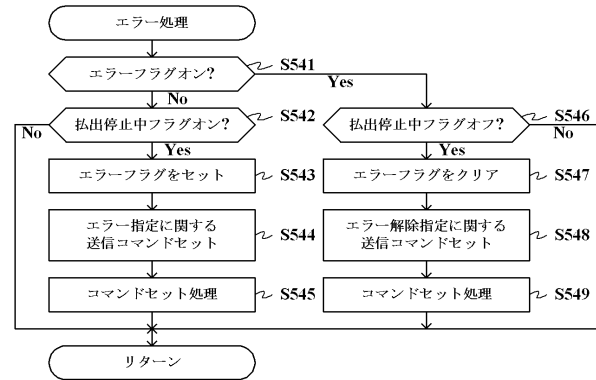 エラー処理
エラーフラグオン?
S541
Yes
No
払出停止中フラグオン?
S542
No
Yes
払出停止中フラグオフ?
S546
No
Yes
エラーフラグをセット
S543
エラーフラグをクリア
S547
エラー指定に関する
送信コマンドセット
S544
エラー解除指定に関する
送信コマンドセット
S548
コマンドセット処理
S545
コマンドセット処理
S549
リターン